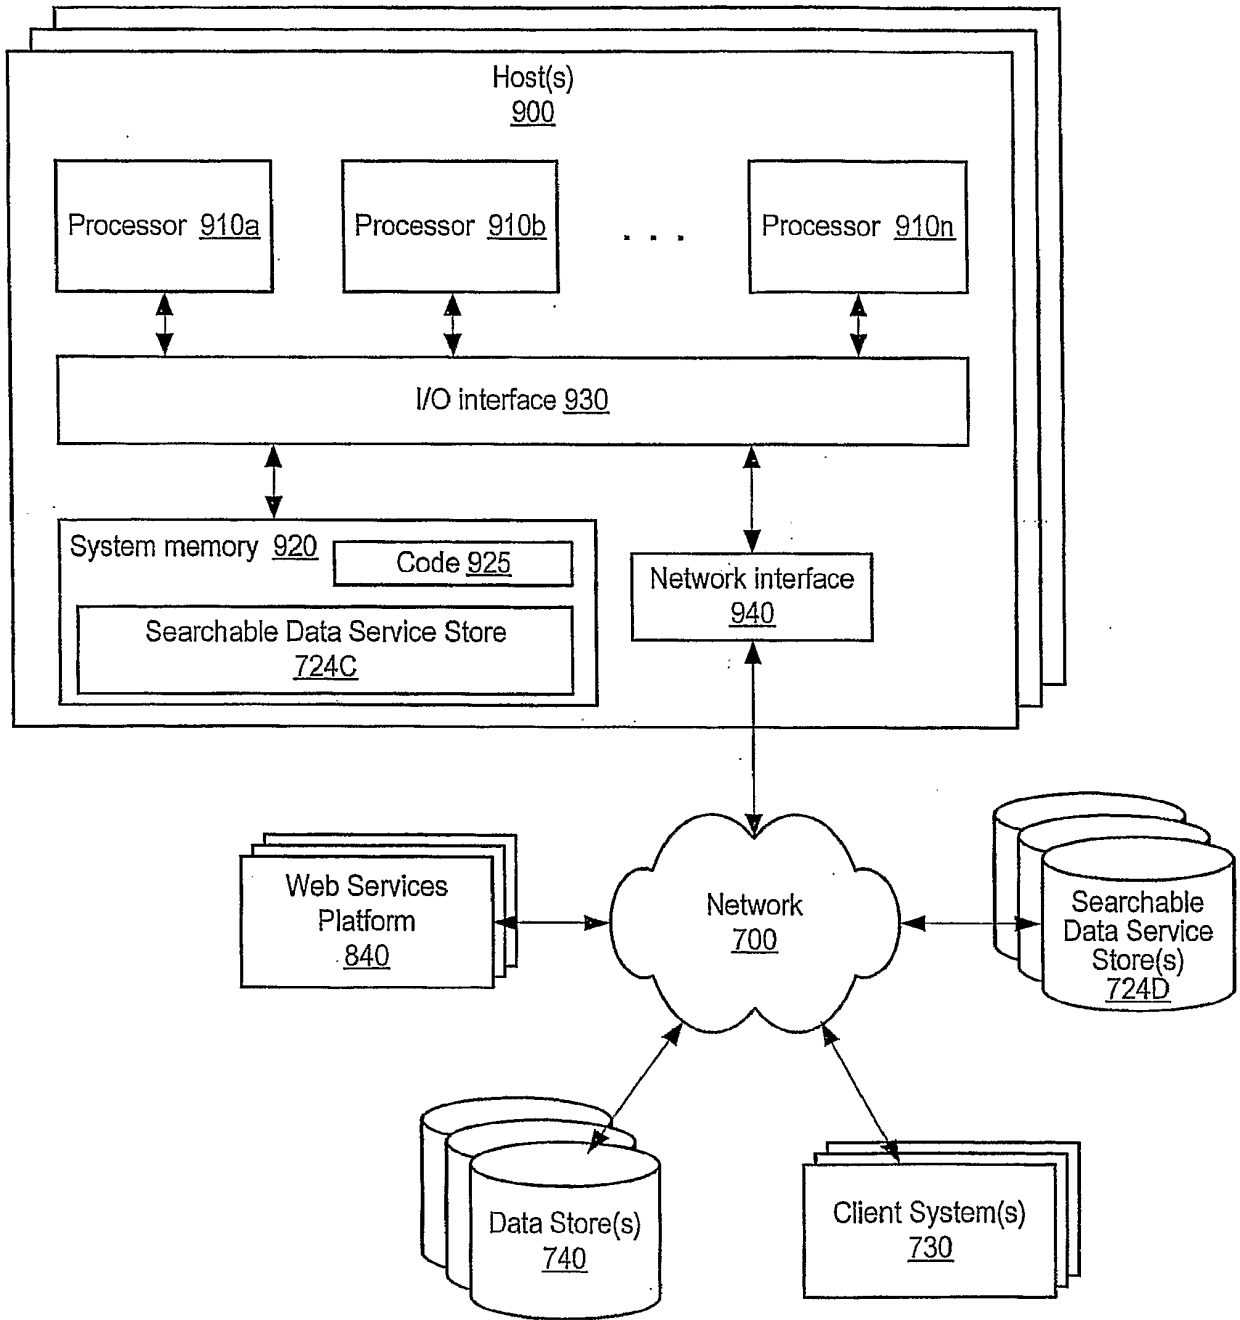 Host(s)
900
Processor 910a
Processor 910b
. . .
Processor 910n
I/O interface 930
System memory 920
Code 925
Searchable Data Service Store
724C
Network interface
940
Web Services
Platform
840
Network
700
Searchable
Data Service
Store(s)
724D
Data Store(s)
740
Client System(s)
730